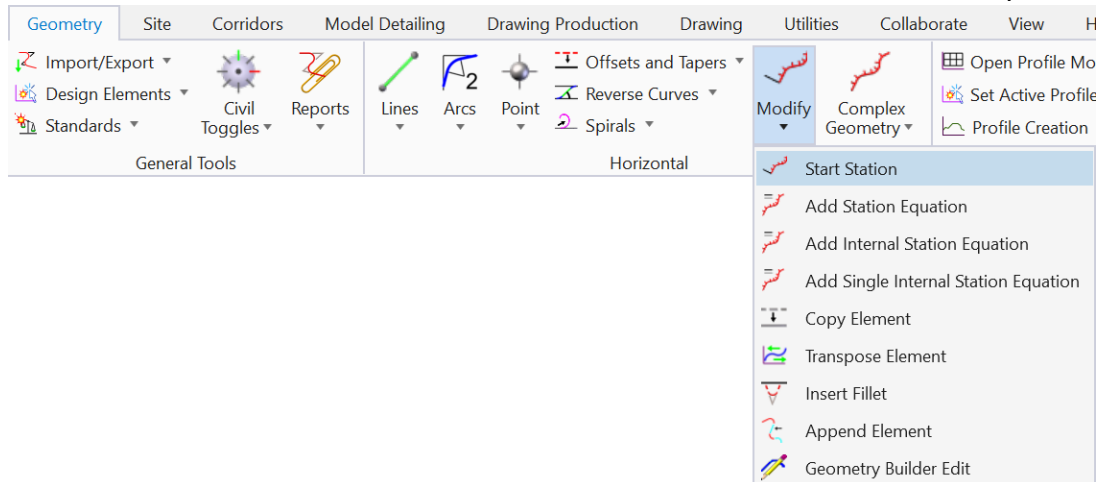 Geometry Site Corridors Model Detailing Drawing Production Drawing Utilities Collaborate View H
Import/Export
Design Elements
Standards
Civil Toggles
Reports
General Tools
Lines
Arcs
2
Point
Offsets and Tapers
Reverse Curves
Spirals
Horizontal
Modify
Complex Geometry
Open Profile Mo
Set Active Profile
Profile Creation
Start Station
Add Station Equation
Add Internal Station Equation
Add Single Internal Station Equation
Copy Element
Transpose Element
Insert Fillet
Append Element
Geometry Builder Edit